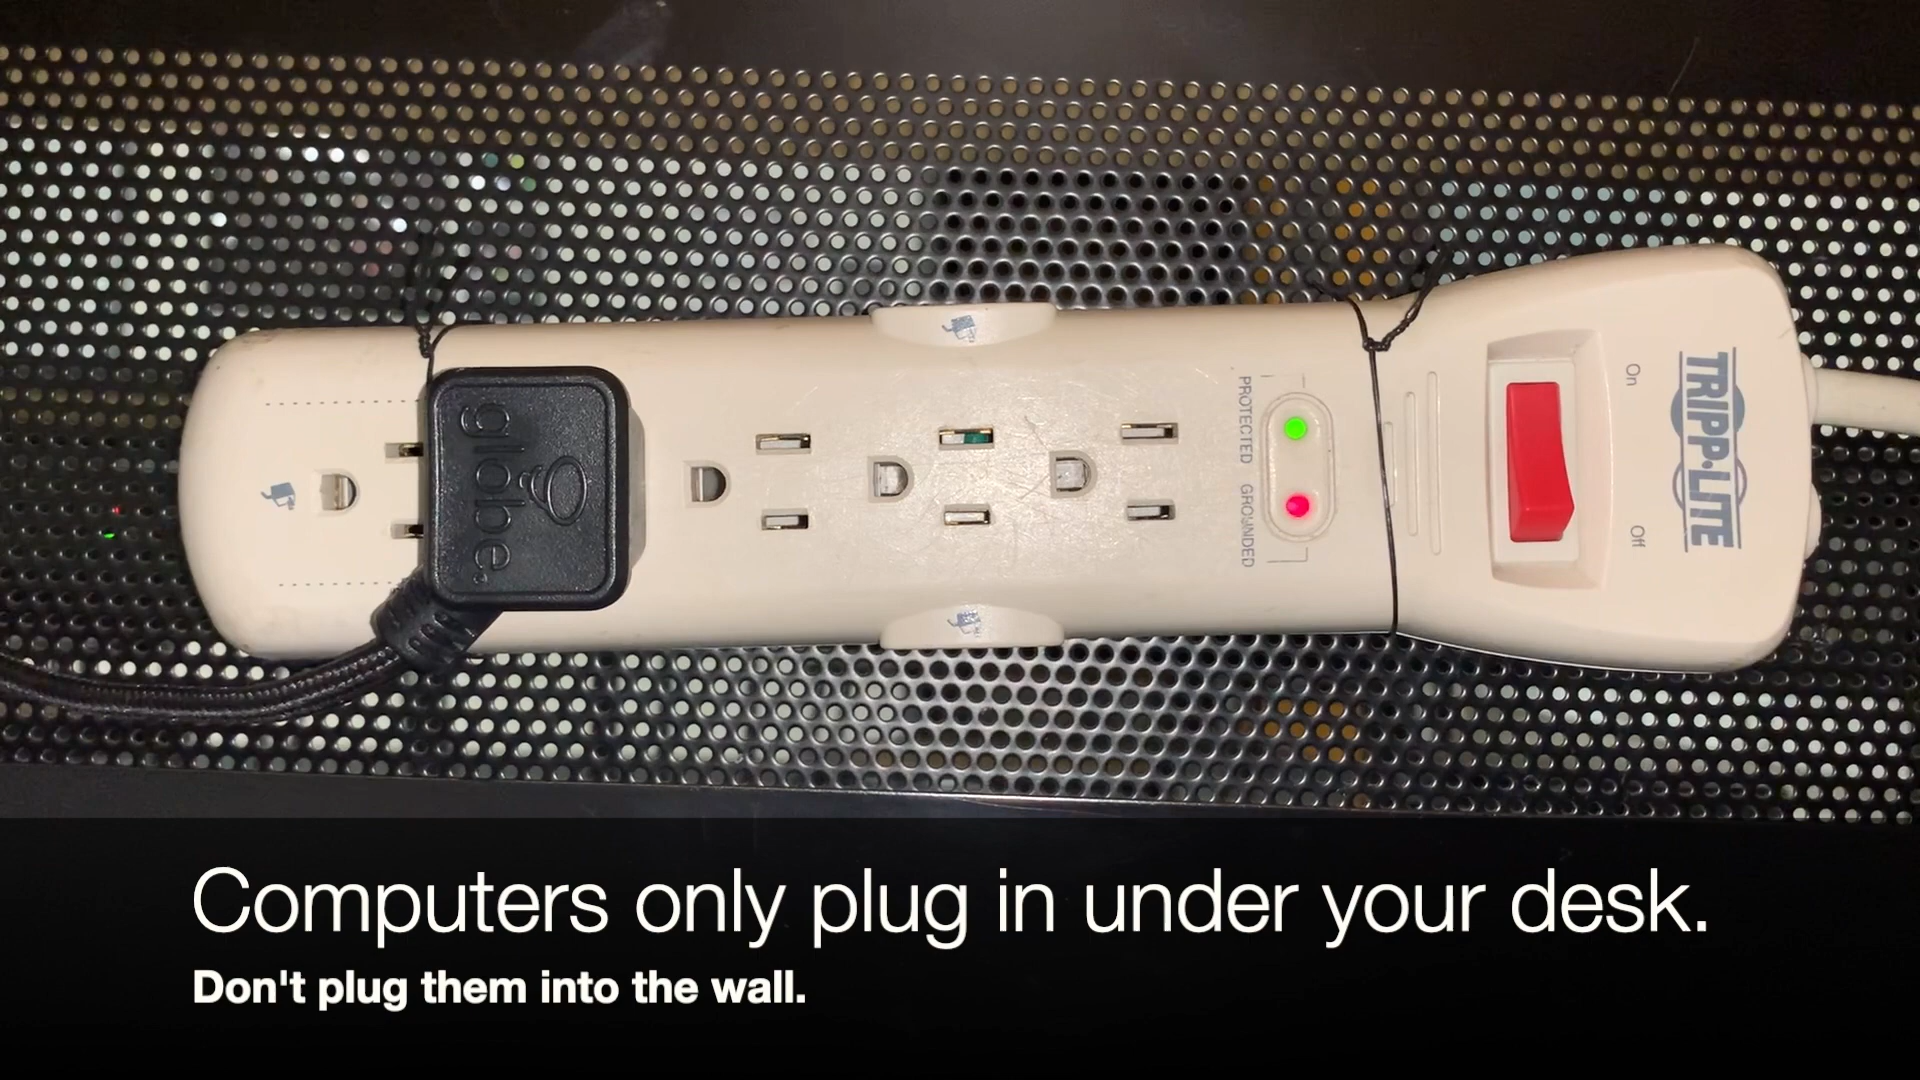 globe
PROTECTED
GROUNDED
On
Off
TRIPP·LITE
Computers only plug in under your desk.
Don't plug them into the wall.